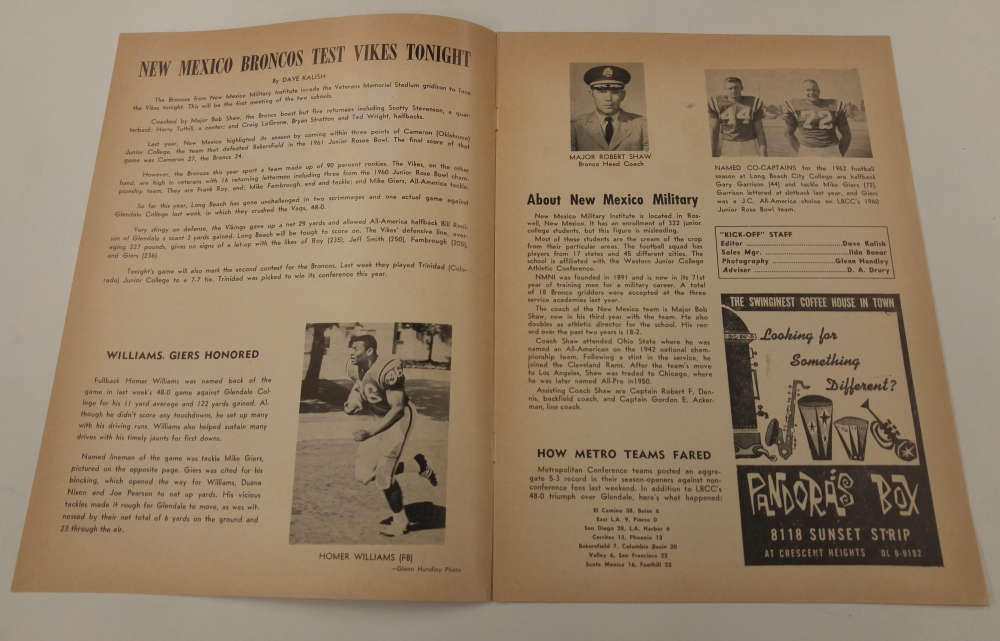 NEW MEXICO BRONCOS TEST VIKES TONIGHT
By DAVE KALISH
The Broncos from New Mexico Military Institute invade the Veterans Memorial Stadium gridiron to face
the Vikes tonight. This will be the first meeting of the two schools.
Coached by Major Bob Shaw, the Broncs boast but five returnees including Scotty Stevenson, a quar-
terback; Harry Tuthill, a center; and Craig LaGrone, Bryan Stratton and Ted Wright, halfbacks.
Last year, New Mexico highlighted its season by coming within three points of Cameron (Oklahoma)
Junior College, the team that defeated Bakersfield in the 1961 Junior Rose Bowl. The final score of that
game was Cameron 27, the Broncs 24.
However, the Broncos this year sport a team made up of 90 percent rookies. The Vikes, on the other
hand, are high in veterans with 16 returning lettermen including three from the 1960 Junior Rose Bowl cham-
pionship team. They are Frank Roy, end; Mike Fambrough, end and tackle; and Mike Giers, All-America tackle.
So far this year, Long Beach has gone unchallenged in two scrimmages and one actual game against
Glendale College last week, in which they crushed the Vaqs, 48-0.
Very stingy on defense, the Vikings gave up a net 29 yards and allowed All-America halfback Bill
son of Glendale a scant 3 yards gained. Long Beach will be tough to score on. The Vikes' defensive line, aver-
aging 227 pounds, gives no signs of a let-up with the likes of Roy (235), Jeff Smith (250), Fambrough (205),
and Giers (236)
Tonight's game will also mark the second contest for the Broncos. Last week they played Trinidad (Colo-
rado) Junior College to a 7-7 tie. Trinidad was picked to win its conference this year.
WILLIAMS, GIERS HONORED
Fullback Homer Williams was named back of the
game in last week's 48-0 game against Glendale Col-
lege for his 11 yard average and 122 yards gained. Al-
though he didn't score any touchdowns, he set up many
with his driving runs. Williams also helped sustain many
drives with his timely jaunts for first downs.
Named lineman of the game was tackle Mike Giers,
pictured on the opposite page. Giers was cited for his
blocking, which opened the way for Williams, Duane
Nixon and Joe Pearson to eat up yards. His vicious
tackles made it rough for Glendale to move, as was wit-
nessed by their net total of 6 yards on the ground and
23 through the air.
HOMER WILLIAMS (FB)
—Glenn Handley Photo
MAJOR ROBERT SHAW
Bronco Head Coach
44
72
NAMED CO-CAPTAINS for the 1962 football
season at Long Beach City College are halfback
Gary Garrison (44) and tackle Mike Giers (72).
Garrison lettered at slotback last year, and Giers
was a J.C. All-America choice on LBCC's 1960
Junior Rose Bowl team.
About New Mexico Military
New Mexico Military Institute is located in Ros-
well, New Mexico. It has an enrollment of 322 junior
college students, but this figure is misleading.
Most of these students are the cream of the crop
from their particular areas. The football squad has
players from 17 states and 45 different cities. The
school is affiliated with the Western Junior College
Athletic Conference.
NMNI was founded in 1891 and is now in its 71st
year of training men for a military career. A total
of 18 Bronco gridders were accepted at the three
service academies last year.
The coach of the New Mexico team is Major Bob
Shaw, now in his third year with the team. He also
doubles as athletic director for the school. His rec
ord over the past two years is 18-2.
Coach Shaw attended Ohio State where he was
named an All-American on the 1942 national cham-
pionship team. Following a stint in the service, he
joined the Cleveland Rams. After the team's move
to Los Angeles, Shaw was traded to Chicago, where
he was later named All-Pro in1950.
Assisting Coach Shaw are Captain Robert F. Den-
nis, backfield coach, and Captain Gordon E. Acker-
man, line coach.
HOW METRO TEAMS FARED
Metropolitan Conference teams posted an aggre-
gate 5-3 record in their season-openers against non-
conference foes last weekend. In addition to LBCC's
48-0 triumph over Glendale, here's what happened:
El Camino 38, Boise 6
East L.A. 9, Pierce 0
San Diego 28, L.A. Harbor 6
Cerritos 13, Phoenix 13
Bakersfield 7, Columbia Basin 20
Valley 6, San Francisco 22
Santa Monica 16, Foothill 23
"KICK-OFF" STAFF
Editor Dave Kalish
Sales Mgr. Ilda Benar
Photography Glenn Handley
Adviser D. A. Drury
THE SWINGINEST COFFEE HOUSE IN TOWN
Looking for
Something
Different?
PANDORA'S BOX
8118 SUNSET STRIP
AT CRESCENT HEIGHTS OL 6-9192